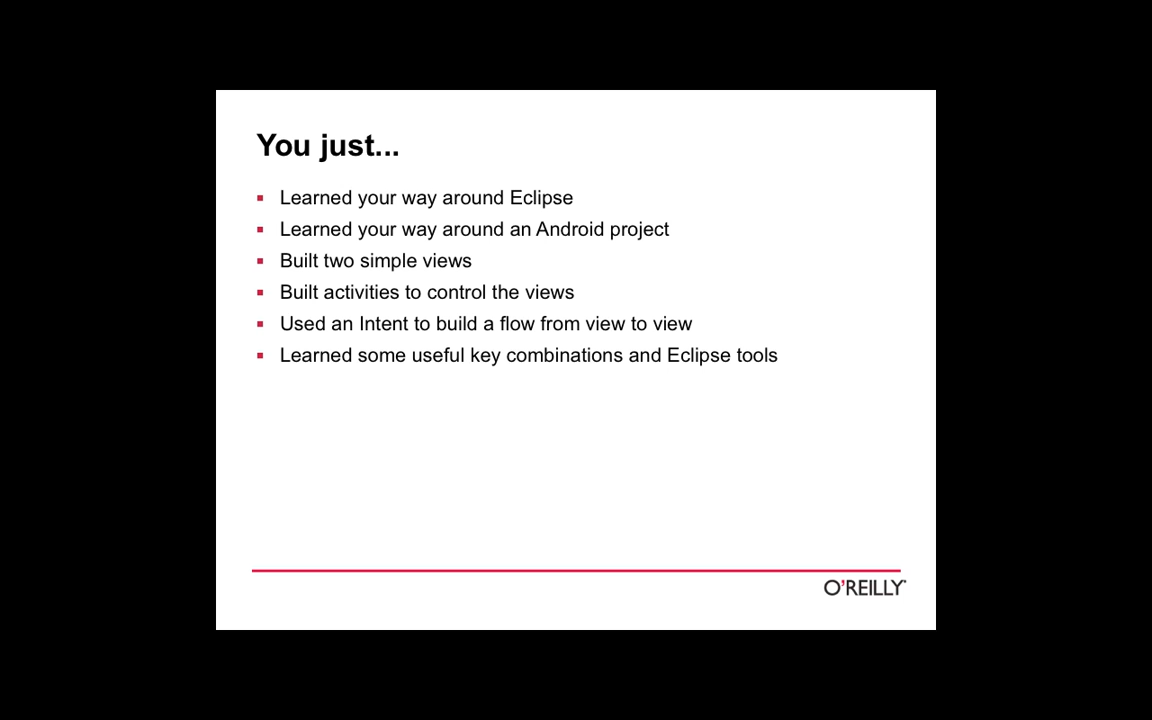 You just...
Learned your way around Eclipse
Learned your way around an Android project
Built two simple views
Built activities to control the views
Used an Intent to build a flow from view to view
Learned some useful key combinations and Eclipse tools
O'REILLY